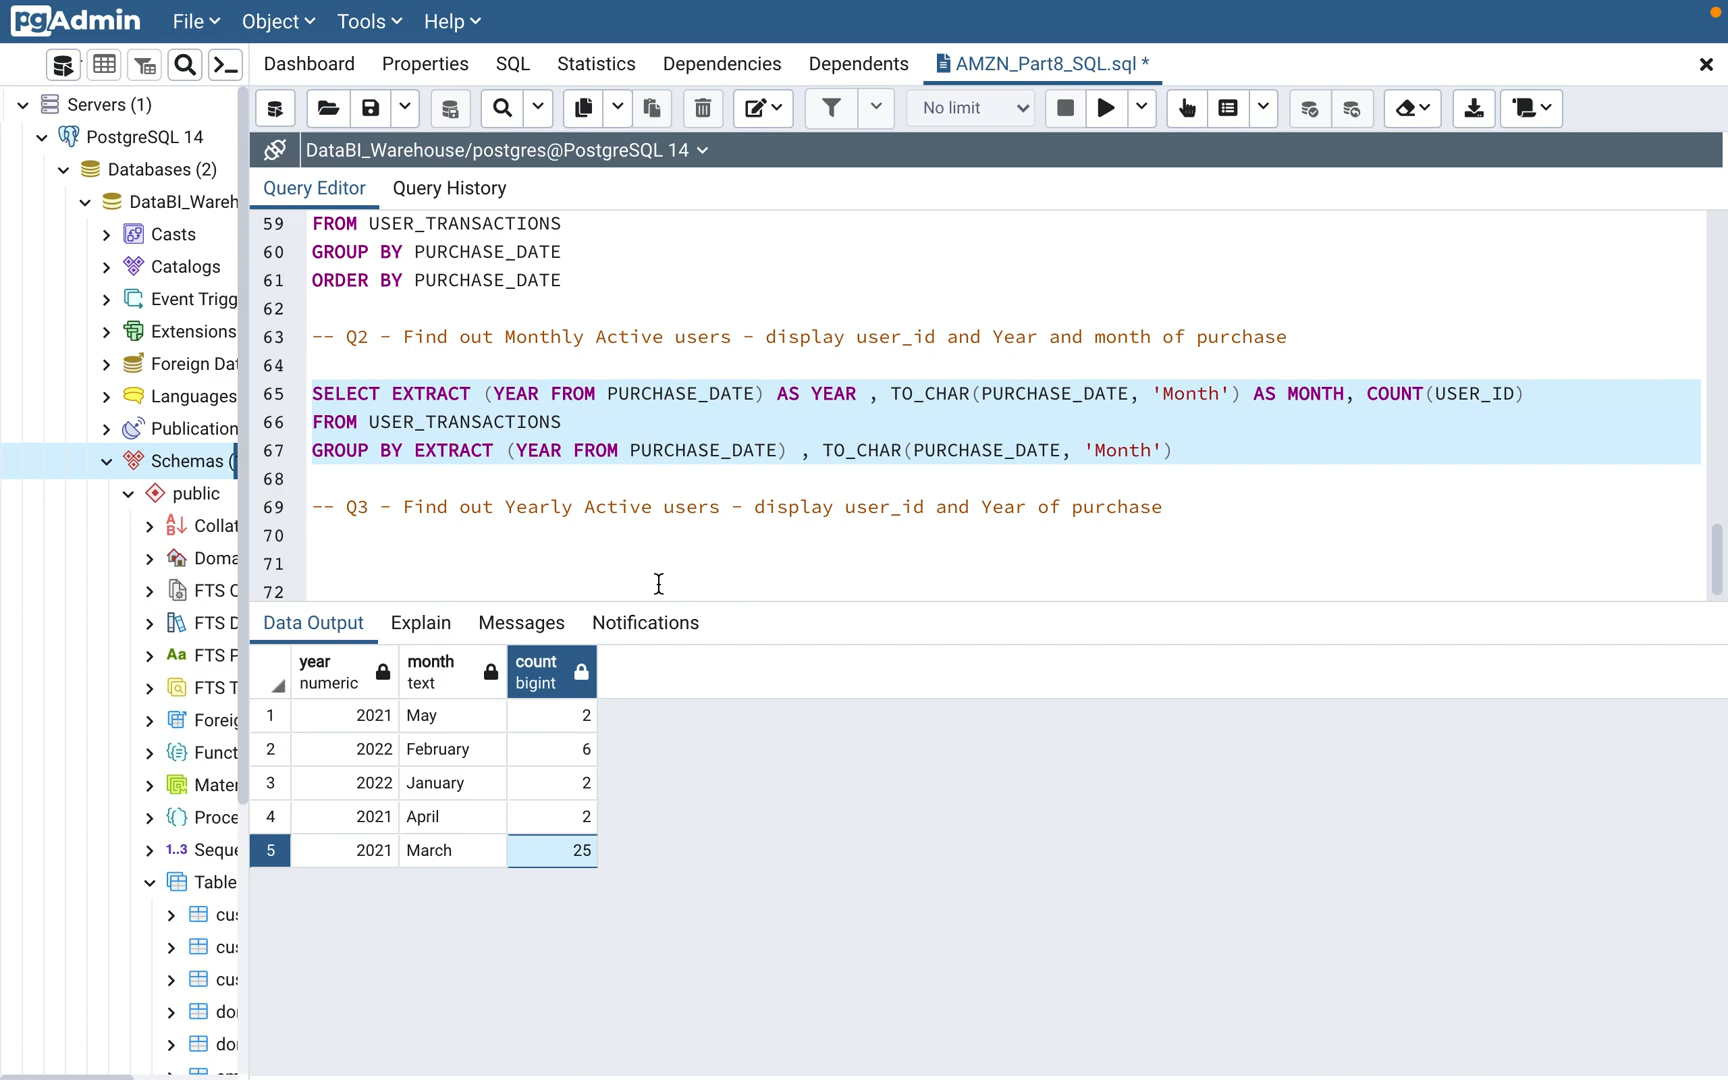 pgAdmin File Object Tools Help
Dashboard Properties SQL Statistics Dependencies Dependents AMZN_Part8_SQL.sql *
No limit
DataBI_Warehouse/postgres@PostgreSQL 14
Query Editor Query History
Servers (1)
PostgreSQL 14
Databases (2)
DataBI_Wareh
Casts
Catalogs
Event Trigg
Extensions
Foreign Dat
Languages
Publication
Schemas (
public
Collat
Doma
FTS C
FTS D
Aa FTS P
FTS T
Foreig
Funct
Mater
Proce
1..3 Seque
Table
cus
cus
cus
dor
dor
59 FROM USER_TRANSACTIONS
60 GROUP BY PURCHASE_DATE
61 ORDER BY PURCHASE_DATE
62
63 -- Q2 - Find out Monthly Active users - display user_id and Year and month of purchase
64
65 SELECT EXTRACT (YEAR FROM PURCHASE_DATE) AS YEAR , TO_CHAR(PURCHASE_DATE, 'Month') AS MONTH, COUNT(USER_ID)
66 FROM USER_TRANSACTIONS
67 GROUP BY EXTRACT (YEAR FROM PURCHASE_DATE) , TO_CHAR(PURCHASE_DATE, 'Month')
68
69 -- Q3 - Find out Yearly Active users - display user_id and Year of purchase
70
71
72
Data Output Explain Messages Notifications
year month count
numeric text bigint
1 2021 May 2
2 2022 February 6
3 2022 January 2
4 2021 April 2
5 2021 March 25